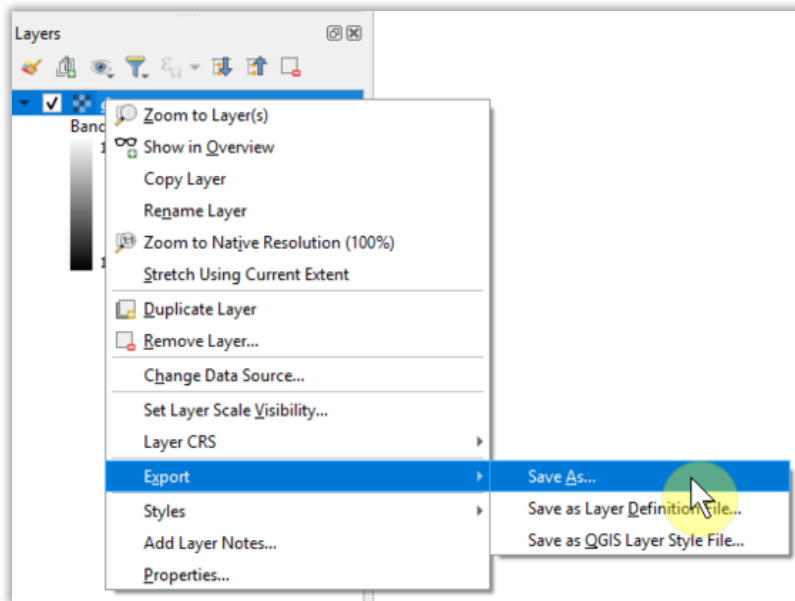 Layers
Zoom to Layer(s)
Show in Overview
Copy Layer
Rename Layer
Zoom to Native Resolution (100%)
Stretch Using Current Extent
Duplicate Layer
Remove Layer...
Change Data Source...
Set Layer Scale Visibility...
Layer CRS
Export
Save As...
Styles
Save as Layer Definition File...
Add Layer Notes...
Save as QGIS Layer Style File...
Properties...